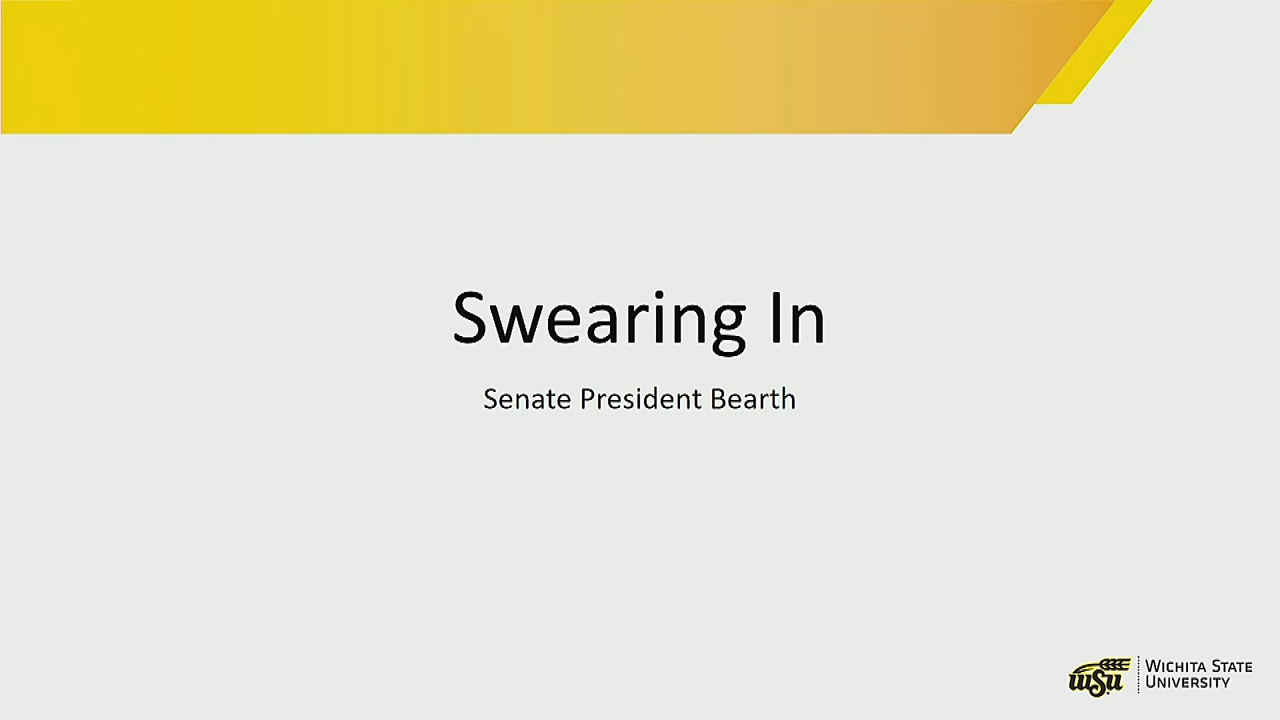 Swearing In
Senate President Bearth
wsu
WICHITA STATE
UNIVERSITY